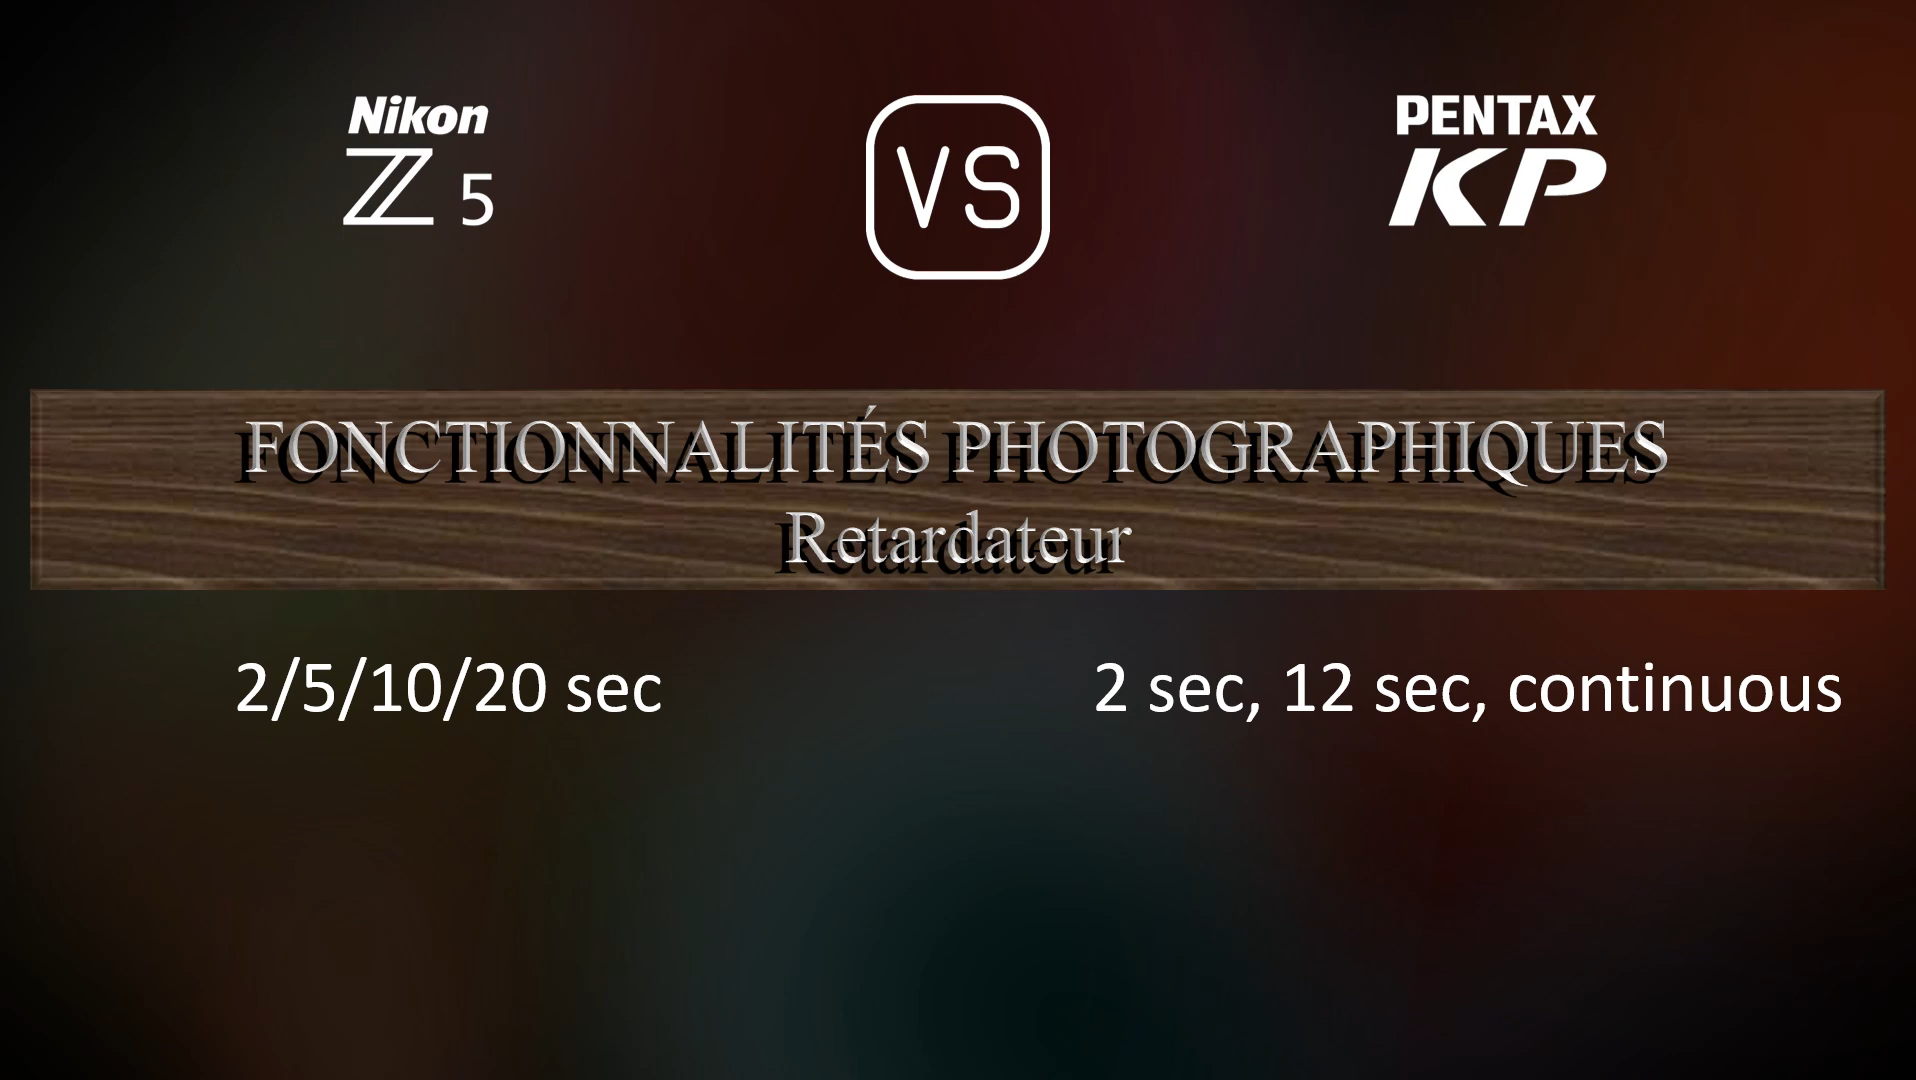 Nikon
Z 5
VS
PENTAX
KP
FONCTIONNALITÉS PHOTOGRAPHIQUES
Retardateur
2/5/10/20 sec
2 sec, 12 sec, continuous